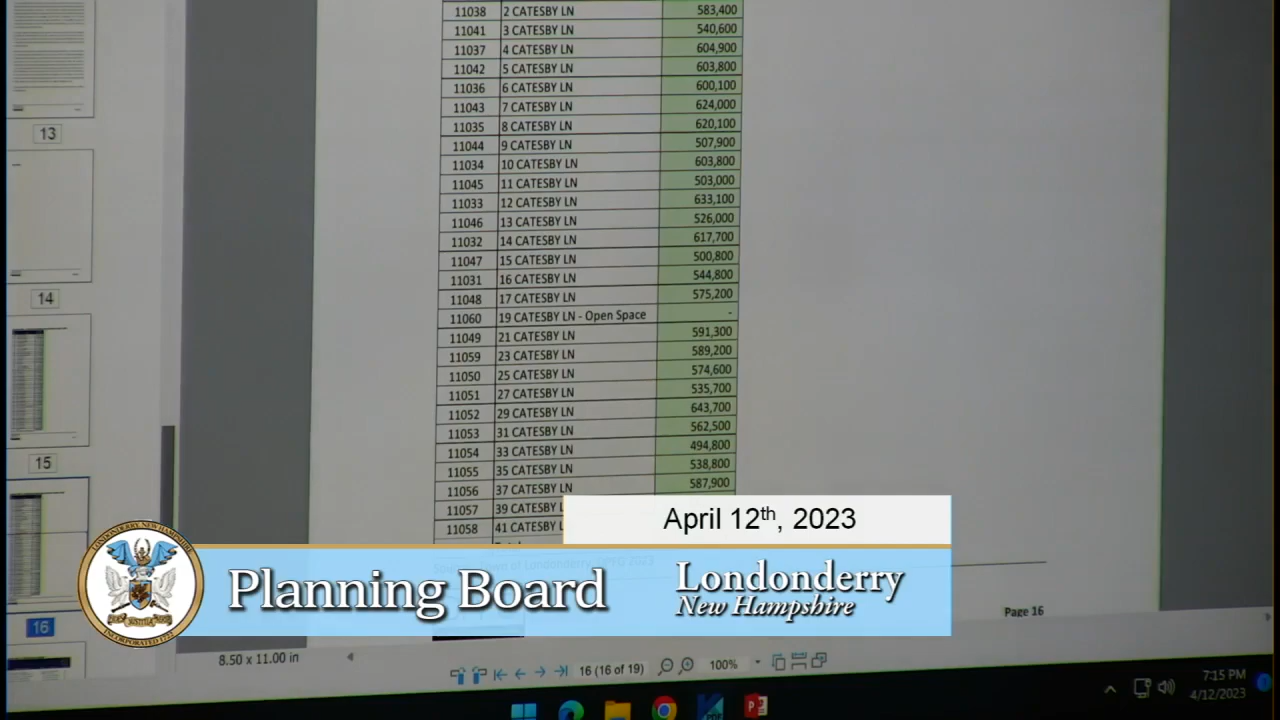 11038 2 CATESBY LN 583,400
11041 3 CATESBY LN 540,600
11037 4 CATESBY LN 604,900
11042 5 CATESBY LN 603,800
11036 6 CATESBY LN 600,100
11043 7 CATESBY LN 624,000
11035 8 CATESBY LN 620,100
11044 9 CATESBY LN 507,900
11034 10 CATESBY LN 603,800
11045 11 CATESBY LN 503,000
11033 12 CATESBY LN 633,100
11046 13 CATESBY LN 526,000
11032 14 CATESBY LN 617,700
11047 15 CATESBY LN 500,800
11031 16 CATESBY LN 544,800
11048 17 CATESBY LN 575,200
11060 19 CATESBY LN - Open Space -
11049 21 CATESBY LN 591,300
11059 23 CATESBY LN 589,200
11050 25 CATESBY LN 574,600
11051 27 CATESBY LN 535,700
11052 29 CATESBY LN 643,700
11053 31 CATESBY LN 562,500
11054 33 CATESBY LN 494,800
11055 35 CATESBY LN 538,800
11056 37 CATESBY LN 587,900
11057 39 CATESBY L
11058 41 CATESBY L
13
14
15
16
April 12th, 2023
Planning Board
Londonderry
New Hampshire
Page 16
8.50 x 11.00 in
16 (16 of 19)
100%
7:15 PM
4/12/2023